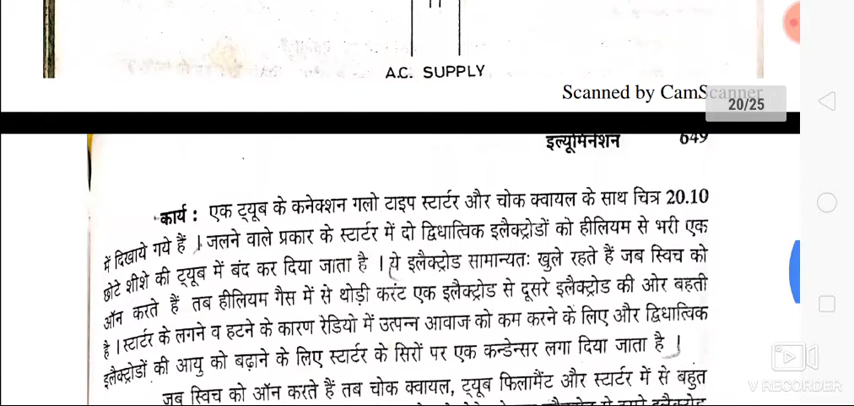 A.C. SUPPLY
Scanned by CamScanner
20/25
इल्यूमिनेशन 649
कार्य : एक ट्यूब के कनेक्शन गलो टाइप स्टार्टर और चोक क्वायल के साथ चित्र 20.10
में दिखाये गये हैं । जलने वाले प्रकार के स्टार्टर में दो द्विधात्विक इलैक्ट्रोडों को हीलियम से भरी एक
छोटे शीशे की ट्यूब में बंद कर दिया जाता है । ये इलैक्ट्रोड सामान्यतः खुले रहते हैं जब स्विच को
ऑन करते हैं तब हीलियम गैस में से थोड़ी करंट एक इलैक्ट्रोड से दूसरे इलैक्ट्रोड की ओर बहती
है । स्टार्टर के लगने व हटने के कारण रेडियो में उत्पन्न आवाज को कम करने के लिए और द्विधात्विक
इलैक्ट्रोडों की आयु को बढ़ाने के लिए स्टार्टर के सिरों पर एक कन्डेन्सर लगा दिया जाता है ।
जब स्विच को ऑन करते हैं तब चोक क्वायल, ट्यूब फिलामैंट और स्टार्टर में से बहुत
V RECORDER